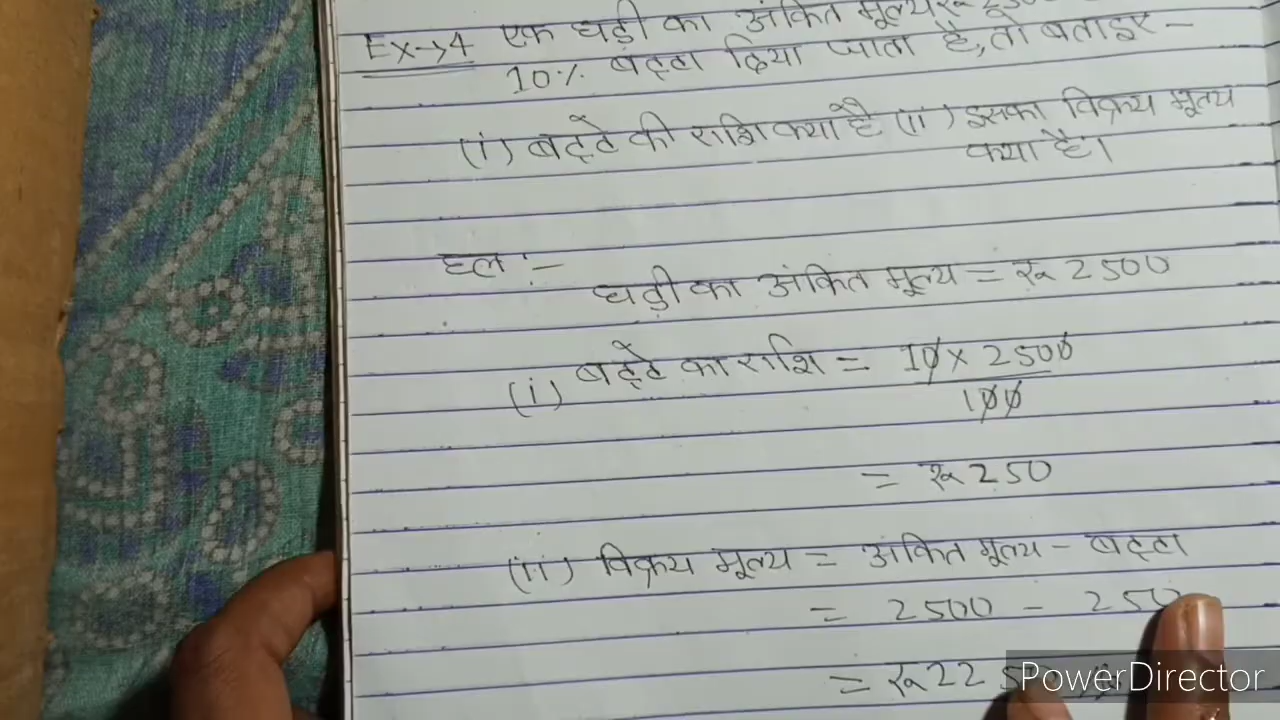 Ex→4 एक घड़ी का अंकित मूल्य रू
10% बट्टा दिया जाता है, तो बताइए –
(i) बट्टे की राशि क्या है (ii) इसका विक्रय मूल्य
क्या है।
हल :–
घड़ी का अंकित मूल्य = रू 2500
(i) बट्टे का राशि = 10 × 2500
100
= रू 250
(ii) विक्रय मूल्य = अंकित मूल्य – बट्टा
= 2500 – 250
= रू 2250
PowerDirector